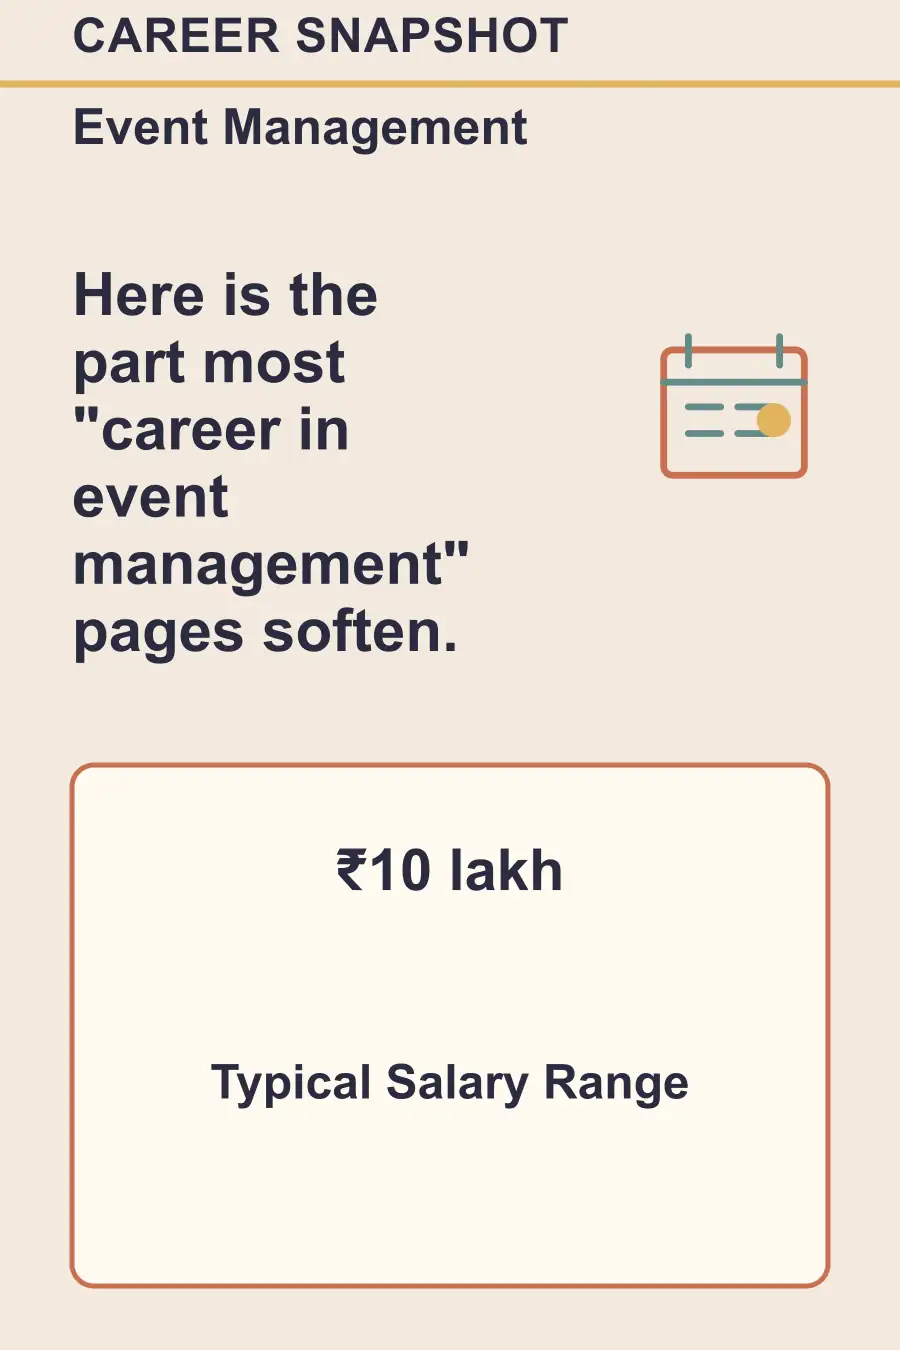 CAREER SNAPSHOT
Event Management
Here is the
part most
"career in
event
management"
pages soften.
₹10 lakh
Typical Salary Range